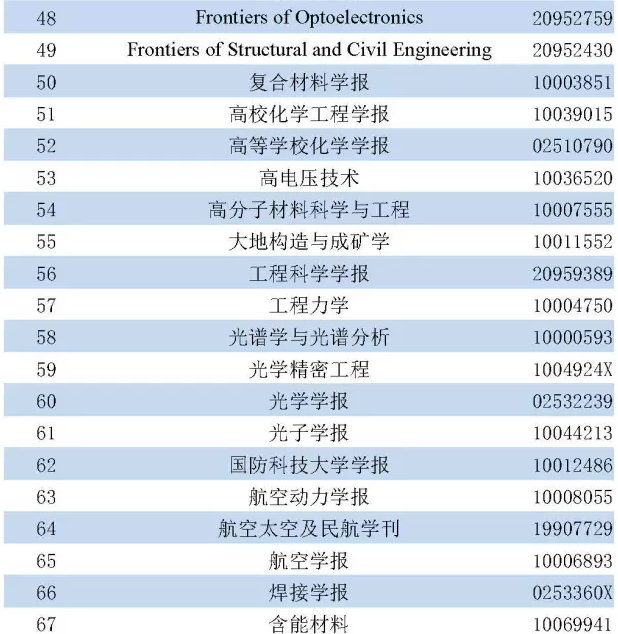 48 Frontiers of Optoelectronics 20952759
49 Frontiers of Structural and Civil Engineering 20952430
50 复合材料学报 10003851
51 高校化学工程学报 10039015
52 高等学校化学学报 02510790
53 高电压技术 10036520
54 高分子材料科学与工程 10007555
55 大地构造与成矿学 10011552
56 工程科学学报 20959389
57 工程力学 10004750
58 光谱学与光谱分析 10000593
59 光学精密工程 1004924X
60 光学学报 02532239
61 光子学报 10044213
62 国防科技大学学报 10012486
63 航空动力学报 10008055
64 航空太空及民航学刊 19907729
65 航空学报 10006893
66 焊接学报 0253360X
67 含能材料 10069941